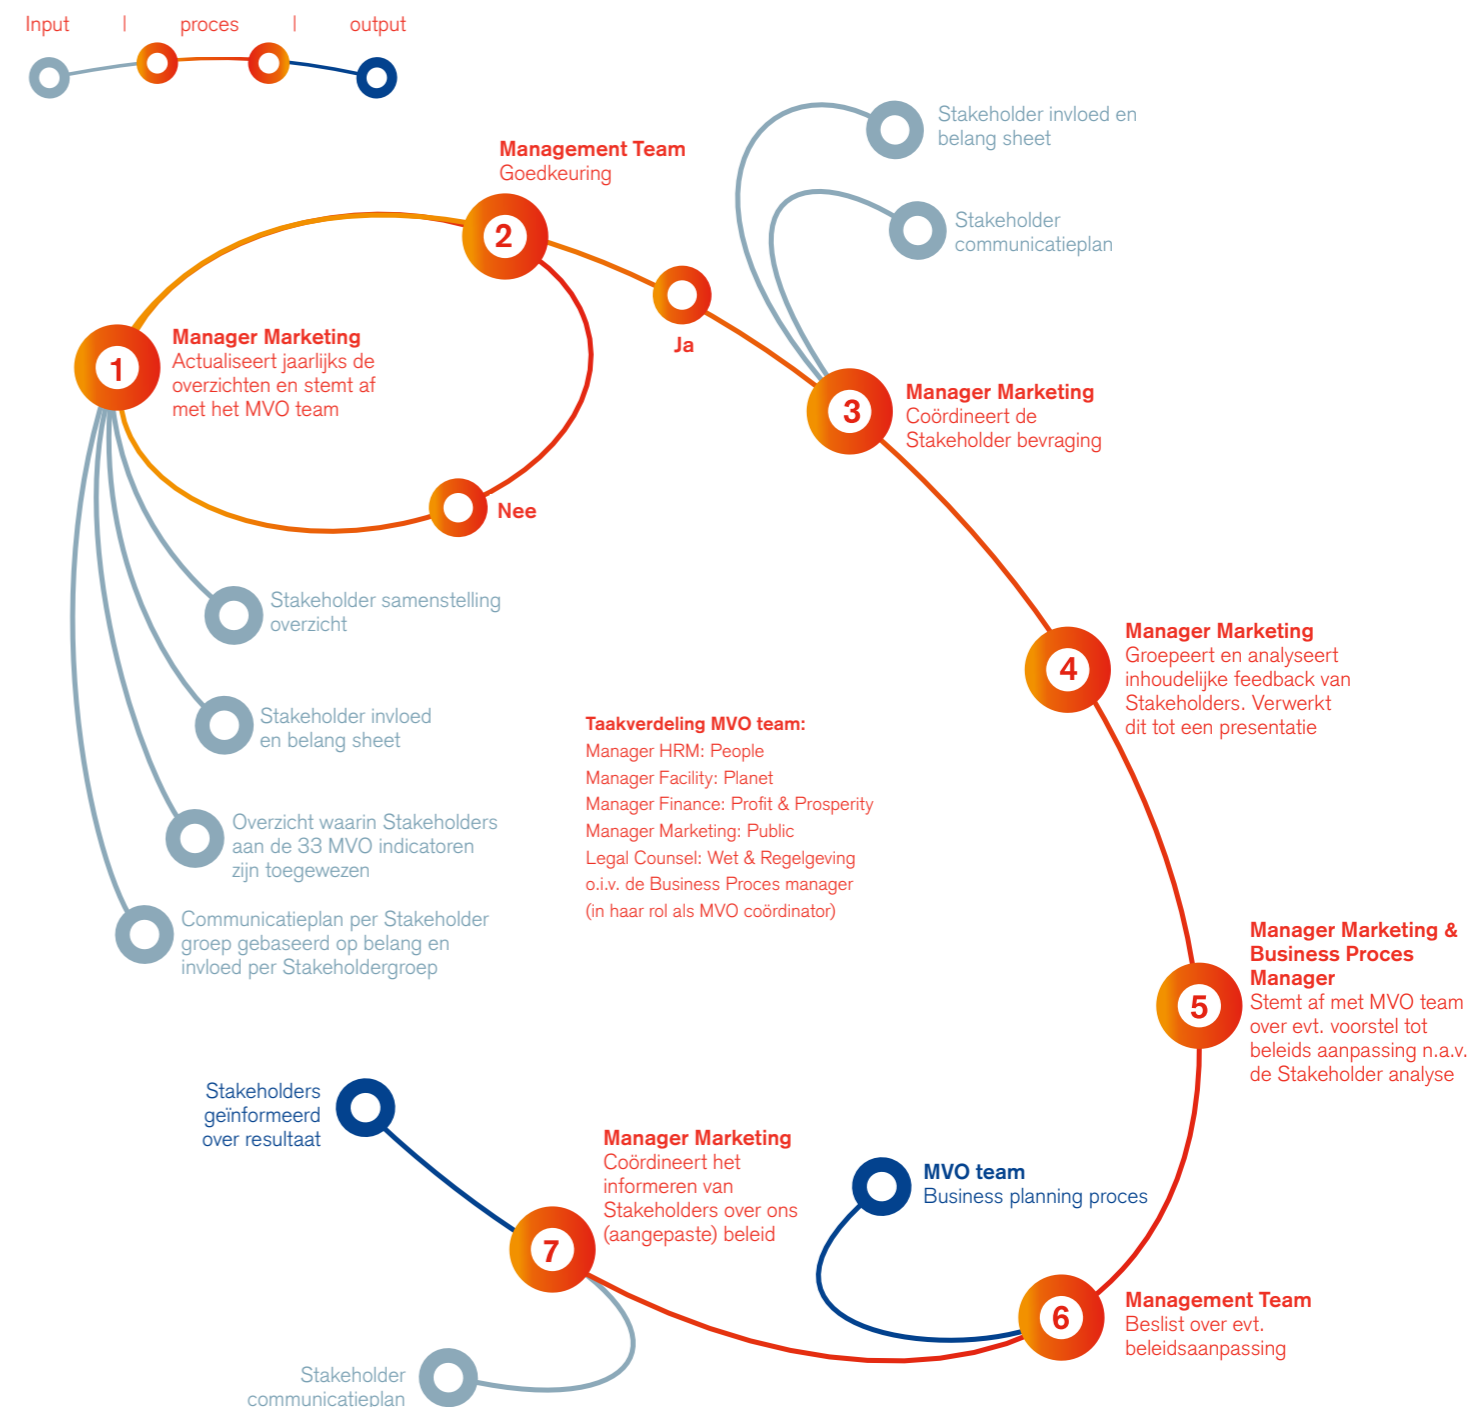 Input | proces | output
Management Team
Goedkeuring
2
Ja
Stakeholder invloed en
belang sheet
Stakeholder
communicatieplan
1
Manager Marketing
Actualiseert jaarlijks de
overzichten en stemt af
met het MVO team
Nee
3
Manager Marketing
Coördineert de
Stakeholder bevraging
Stakeholder samenstelling
overzicht
Stakeholder invloed
en belang sheet
Overzicht waarin Stakeholders
aan de 33 MVO indicatoren
zijn toegewezen
Communicatieplan per Stakeholder
groep gebaseerd op belang en
invloed per Stakeholdergroep
Taakverdeling MVO team:
Manager HRM: People
Manager Facility: Planet
Manager Finance: Profit & Prosperity
Manager Marketing: Public
Legal Counsel: Wet & Regelgeving
o.i.v. de Business Proces manager
(in haar rol als MVO coördinator)
4
Manager Marketing
Groepeert en analyseert
inhoudelijke feedback van
Stakeholders. Verwerkt
dit tot een presentatie
5
Manager Marketing &
Business Proces
Manager
Stemt af met MVO team
over evt. voorstel tot
beleids aanpassing n.a.v.
de Stakeholder analyse
6
Management Team
Beslist over evt.
beleidsaanpassing
MVO team
Business planning proces
7
Manager Marketing
Coördineert het
informeren van
Stakeholders over ons
(aangepaste) beleid
Stakeholders
geïnformeerd
over resultaat
Stakeholder
communicatieplan